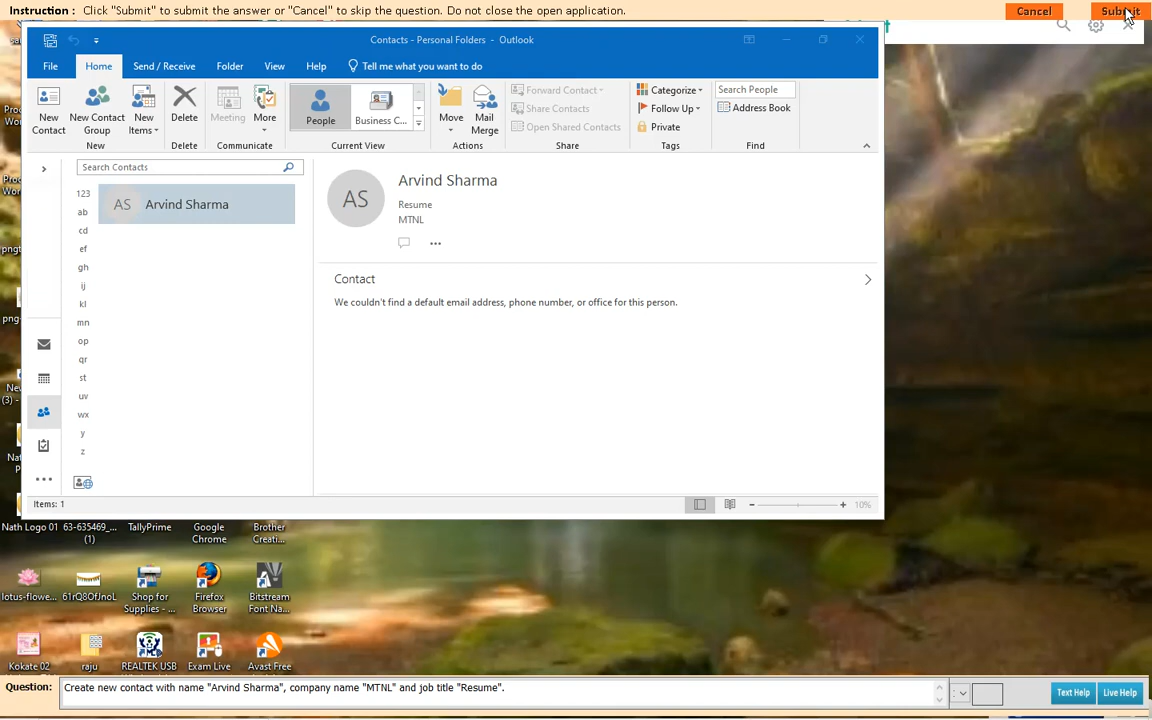 Instruction : Click "Submit" to submit the answer or "Cancel" to skip the question. Do not close the open application.
Cancel
Submit
Contacts - Personal Folders - Outlook
File
Home
Send / Receive
Folder
View
Help
Tell me what you want to do
New Contact
New Contact Group
New Items
New
Delete
Delete
Meeting
More
Communicate
People
Business C...
Current View
Move
Mail Merge
Actions
Forward Contact
Share Contacts
Open Shared Contacts
Share
Categorize
Follow Up
Private
Tags
Search People
Address Book
Find
Search Contacts
123
ab
cd
ef
gh
ij
kl
mn
op
qr
st
uv
wx
y
z
AS Arvind Sharma
AS
Arvind Sharma
Resume
MTNL
Contact
We couldn't find a default email address, phone number, or office for this person.
Items: 1
10%
Nath Logo 01
63-635469_... (1)
TallyPrime
Google Chrome
Brother Creati...
lotus-flowe...
61rQ8OfJnoL
Shop for Supplies - ...
Firefox Browser
Bitstream Font Na...
Kokate 02
raju
REALTEK USB
Exam Live
Avast Free
Question:
Create new contact with name "Arvind Sharma", company name "MTNL" and job title "Resume".
Text Help
Live Help